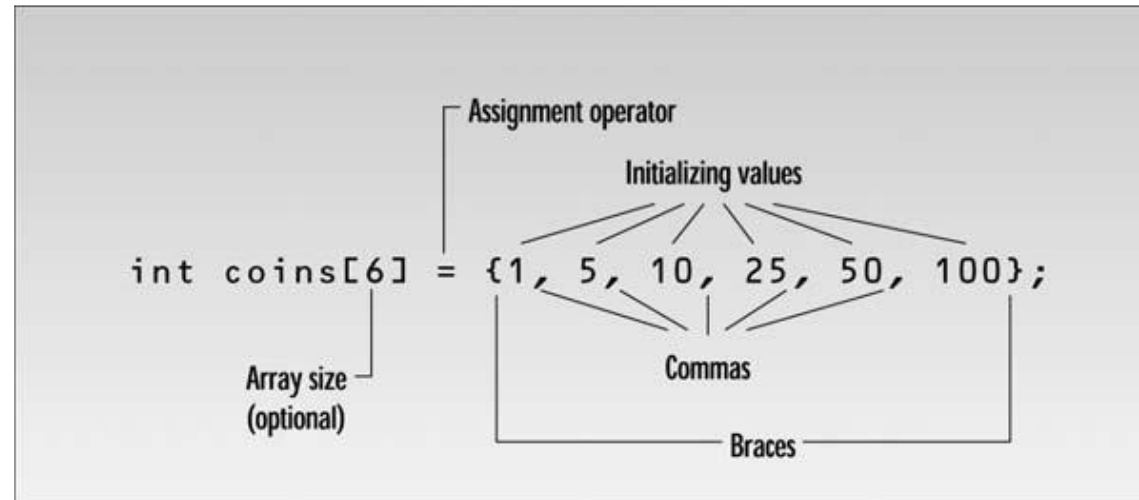 Assignment operator
Initializing values
int coins[6] = {1, 5, 10, 25, 50, 100};
Array size
(optional)
Commas
Braces